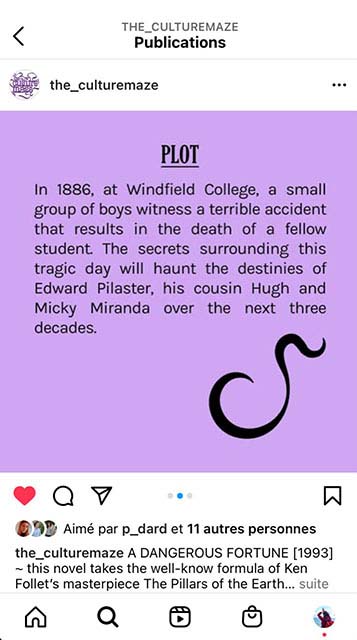 THE_CULTUREMAZE
Publications
the_culturemaze
PLOT
In 1886, at Windfield College, a small
group of boys witness a terrible accident
that results in the death of a fellow
student. The secrets surrounding this
tragic day will haunt the destinies of
Edward Pilaster, his cousin Hugh and
Micky Miranda over the next three
decades.
Aimé par p_dard et 11 autres personnes
the_culturemaze A DANGEROUS FORTUNE [1993]
~ this novel takes the well-know formula of Ken
Follet's masterpiece The Pillars of the Earth... suite